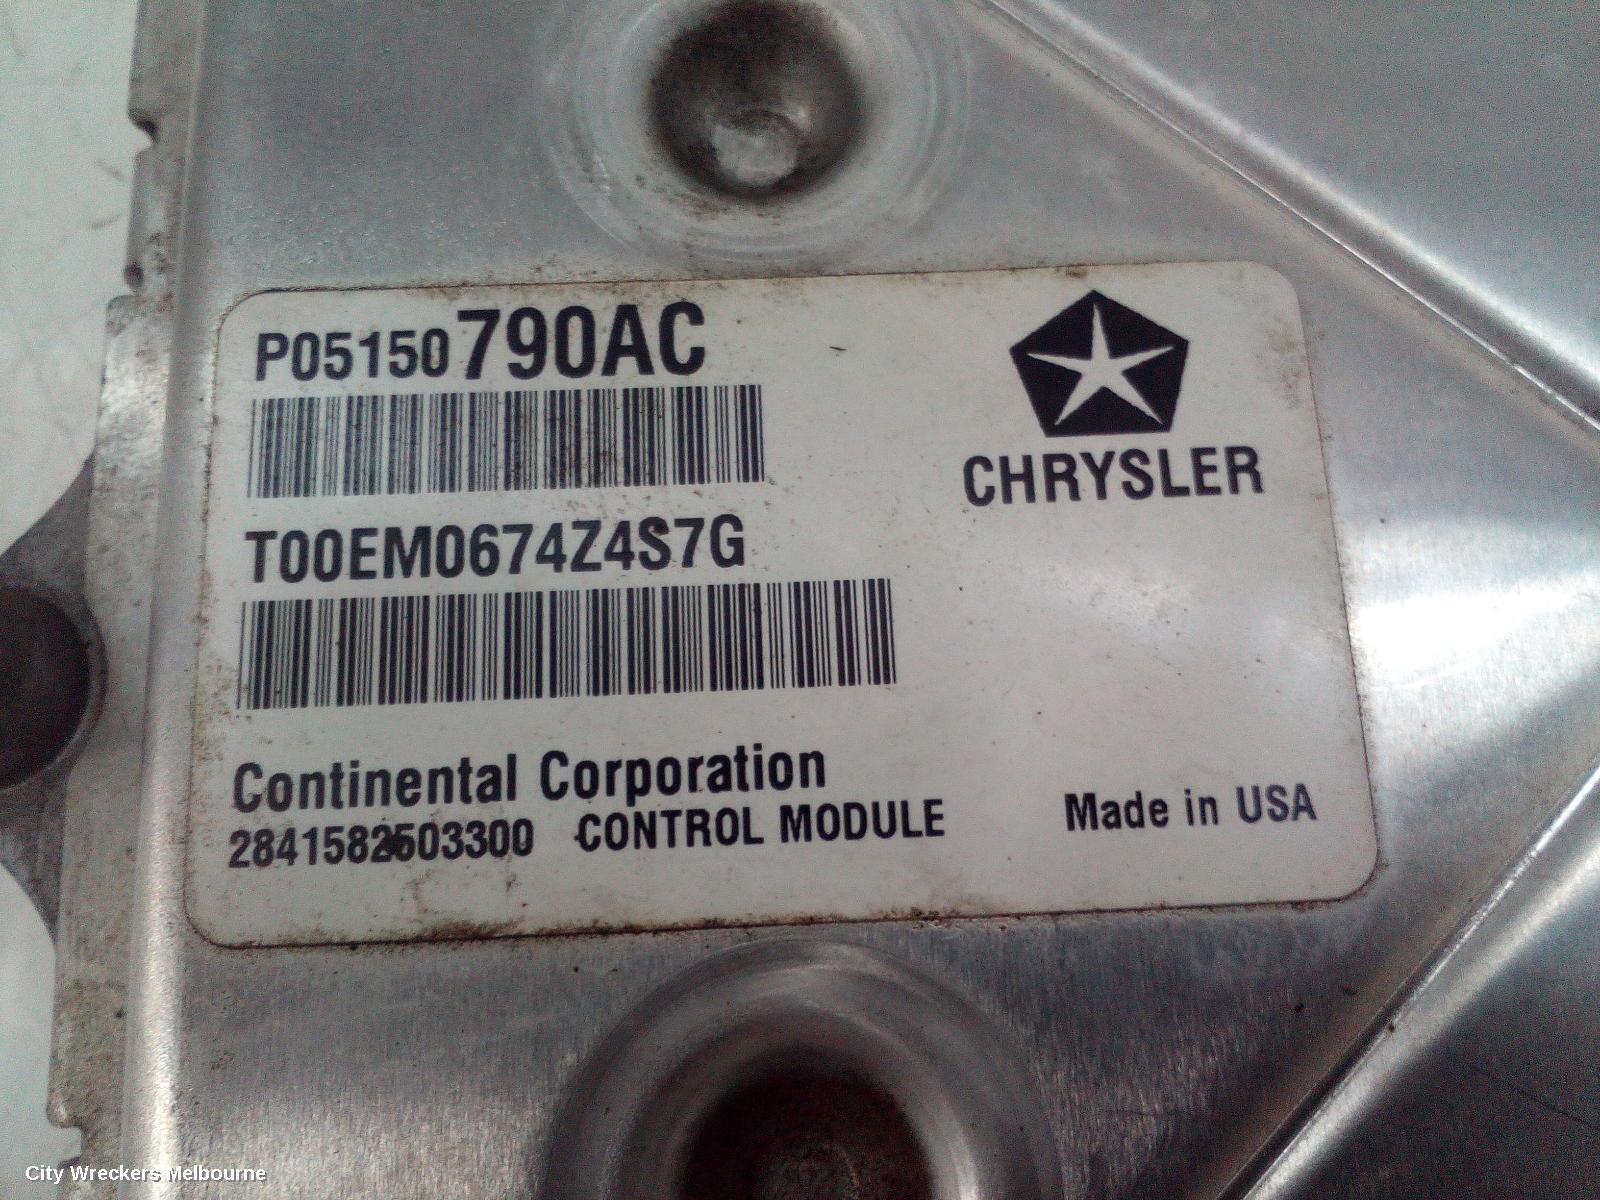 P05150790AC
CHRYSLER
T00EM0674Z4S7G
Continental Corporation
2841582503300 CONTROL MODULE
Made in USA
City Wreckers Melbourne